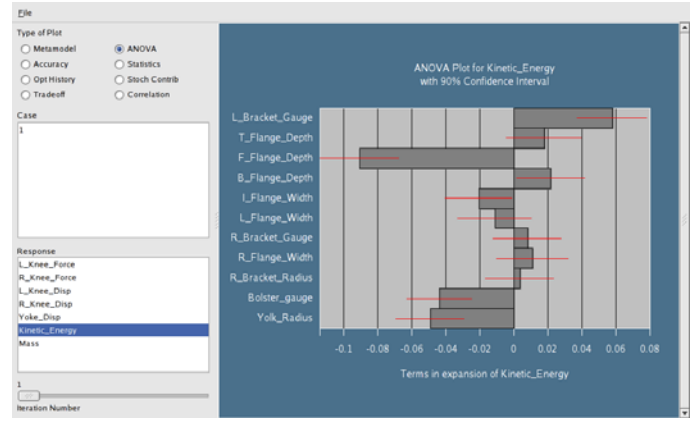 File
Type of Plot
Metamodel
ANOVA
Accuracy
Statistics
Opt History
Stoch Contrib
Tradeoff
Correlation
Case
1
Response
L_Knee_Force
R_Knee_Force
L_Knee_Disp
R_Knee_Disp
Yoke_Disp
Kinetic_Energy
Mass
1
Iteration Number
ANOVA Plot for Kinetic_Energy
with 90% Confidence Interval
L_Bracket_Gauge
T_Flange_Depth
F_Flange_Depth
B_Flange_Depth
I_Flange_Width
L_Flange_Width
R_Bracket_Gauge
R_Flange_Width
R_Bracket_Radius
Bolster_gauge
Yolk_Radius
-0.1 -0.08 -0.06 -0.04 -0.02 0 0.02 0.04 0.06 0.08
Terms in expansion of Kinetic_Energy